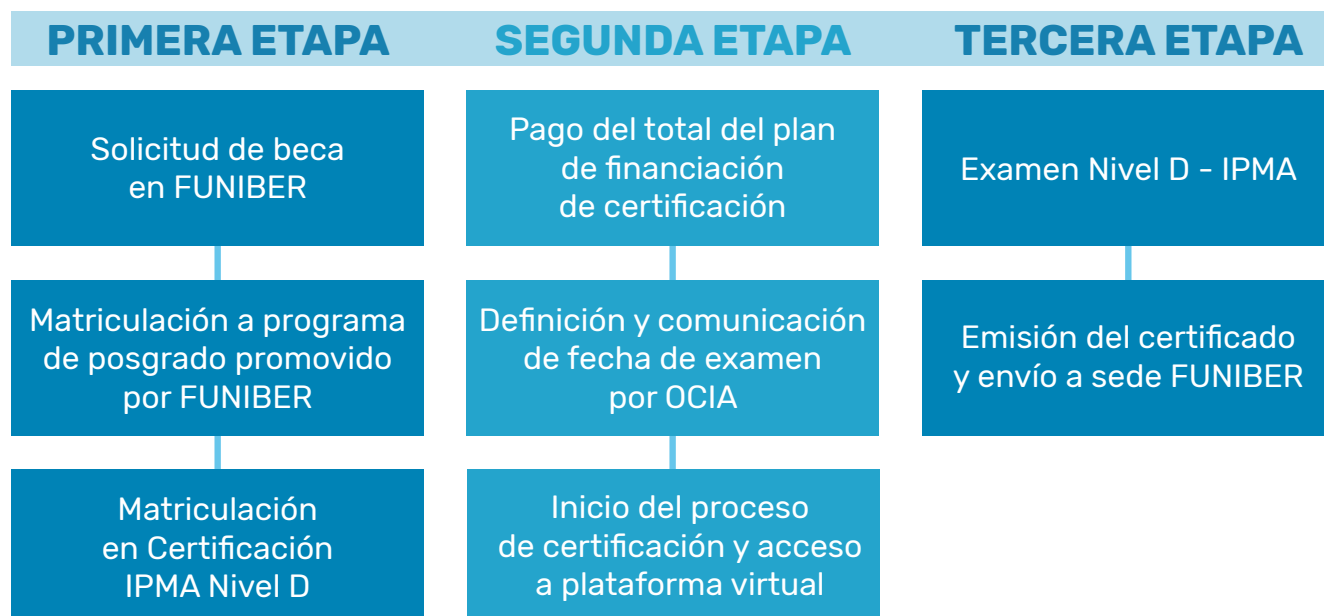 PRIMERA ETAPA
Solicitud de beca
en FUNIBER
Matriculación a programa
de posgrado promovido
por FUNIBER
Matriculación
en Certificación
IPMA Nivel D
SEGUNDA ETAPA
Pago del total del plan
de financiación
de certificación
Definición y comunicación
de fecha de examen
por OCIA
Inicio del proceso
de certificación y acceso
a plataforma virtual
TERCERA ETAPA
Examen Nivel D - IPMA
Emisión del certificado
y envío a sede FUNIBER